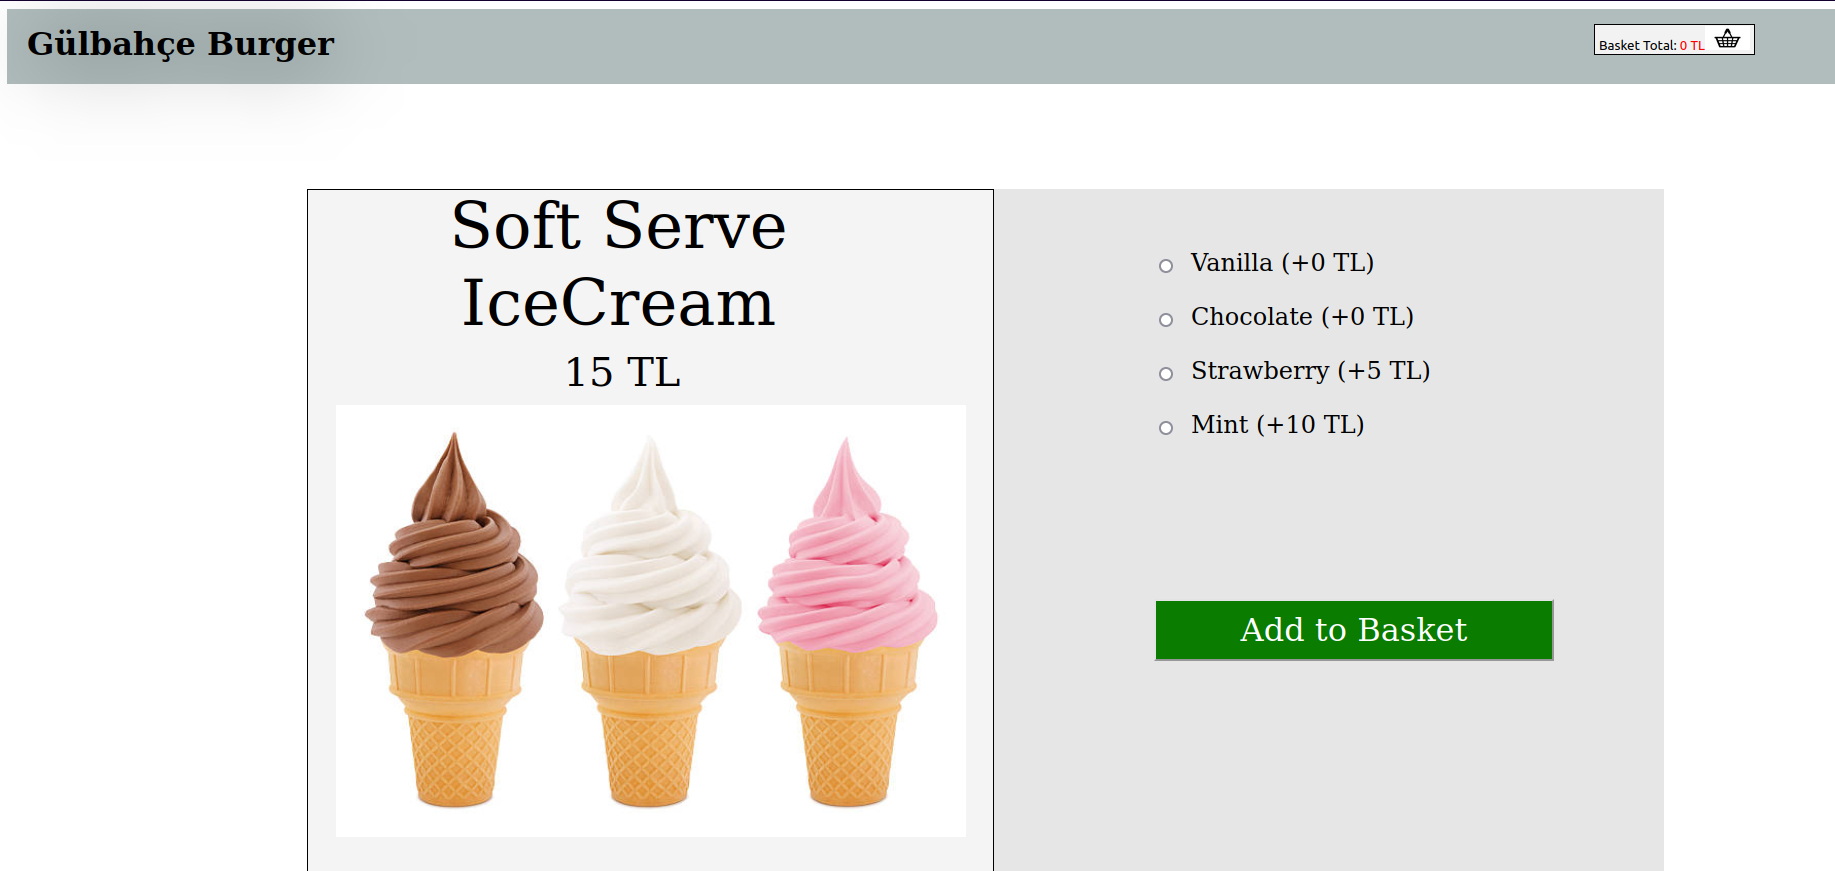 Gülbahçe Burger
Basket Total: 0 TL
Soft Serve
IceCream
15 TL
Vanilla (+0 TL)
Chocolate (+0 TL)
Strawberry (+5 TL)
Mint (+10 TL)
Add to Basket